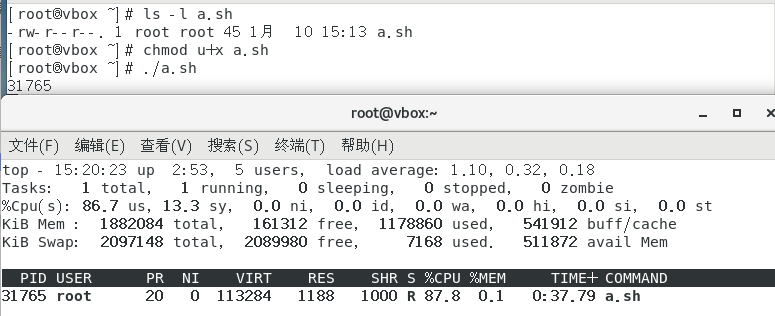 [root@vbox ~]# ls -l a.sh
-rw-r--r--. 1 root root 45 1月  10 15:13 a.sh
[root@vbox ~]# chmod u+x a.sh
[root@vbox ~]# ./a.sh
31765
root@vbox:~
文件(F) 编辑(E) 查看(V) 搜索(S) 终端(T) 帮助(H)
top - 15:20:23 up  2:53,  5 users,  load average: 1.10, 0.32, 0.18
Tasks:   1 total,   1 running,   0 sleeping,   0 stopped,   0 zombie
%Cpu(s): 86.7 us, 13.3 sy,  0.0 ni,  0.0 id,  0.0 wa,  0.0 hi,  0.0 si,  0.0 st
KiB Mem :  1882084 total,   161312 free,  1178860 used,   541912 buff/cache
KiB Swap:  2097148 total,  2089980 free,     7168 used.   511872 avail Mem
PID USER      PR  NI    VIRT    RES    SHR S %CPU %MEM     TIME+ COMMAND
31765 root      20   0  113284   1188   1000 R 87.8  0.1   0:37.79 a.sh